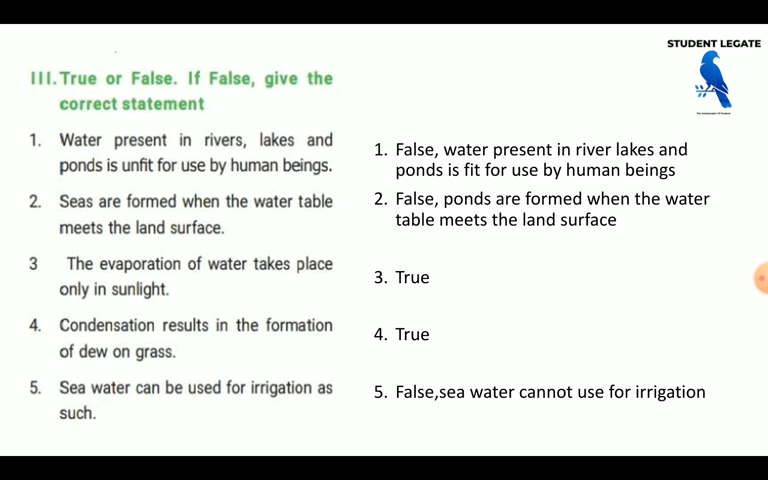 STUDENT LEGATE
III. True or False. If False, give the
correct statement
1. Water present in rivers, lakes and
ponds is unfit for use by human beings.
2. Seas are formed when the water table
meets the land surface.
3 The evaporation of water takes place
only in sunlight.
4. Condensation results in the formation
of dew on grass.
5. Sea water can be used for irrigation as
such.
1. False, water present in river lakes and
ponds is fit for use by human beings
2. False, ponds are formed when the water
table meets the land surface
3. True
4. True
5. False,sea water cannot use for irrigation